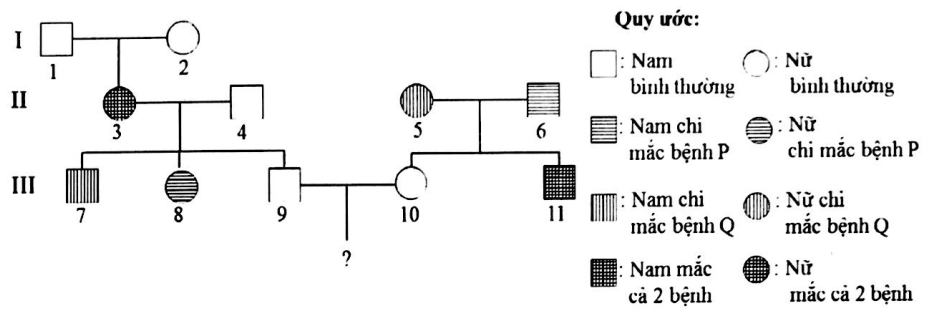 Quy ước:
I
1
2
: Nam bình thường
: Nữ bình thường
II
3
4
5
6
: Nam chỉ mắc bệnh P
: Nữ chỉ mắc bệnh P
III
7
8
9
10
11
: Nam chỉ mắc bệnh Q
: Nữ chỉ mắc bệnh Q
?
: Nam mắc cả 2 bệnh
: Nữ mắc cả 2 bệnh